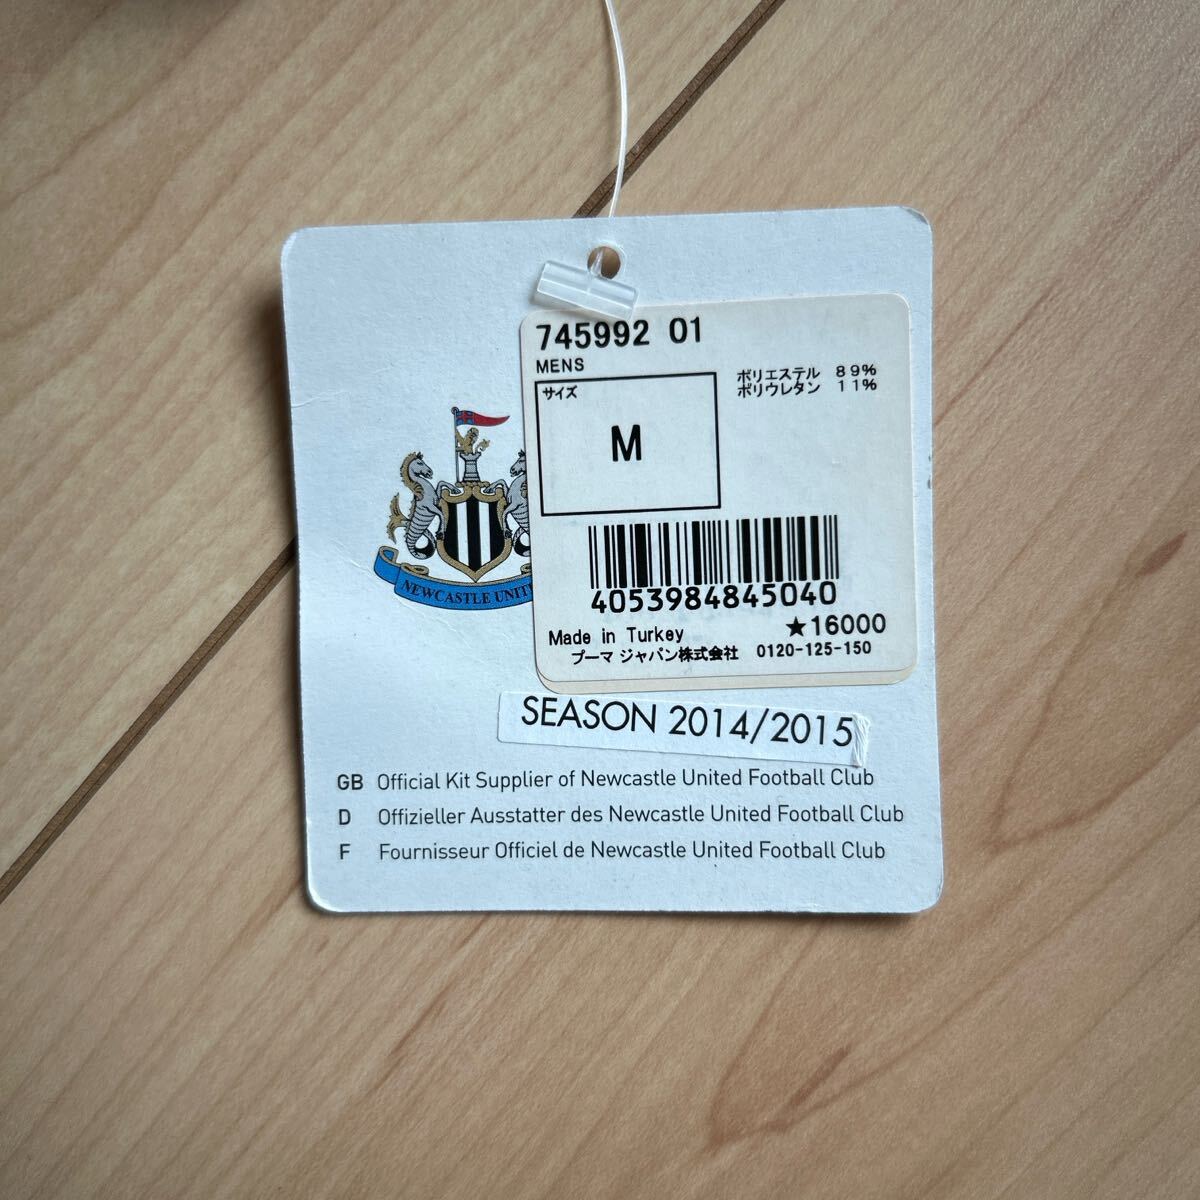 745992 01
MENS
サイズ
M
ポリエステル 89%
ポリウレタン 11%
4053984845040
★16000
Made in Turkey
プーマ ジャパン株式会社 0120-125-150
NEWCASTLE
SEASON 2014/2015
GB Official Kit Supplier of Newcastle United Football Club
D Offizieller Ausstatter des Newcastle United Football Club
F Fournisseur Officiel de Newcastle United Football Club